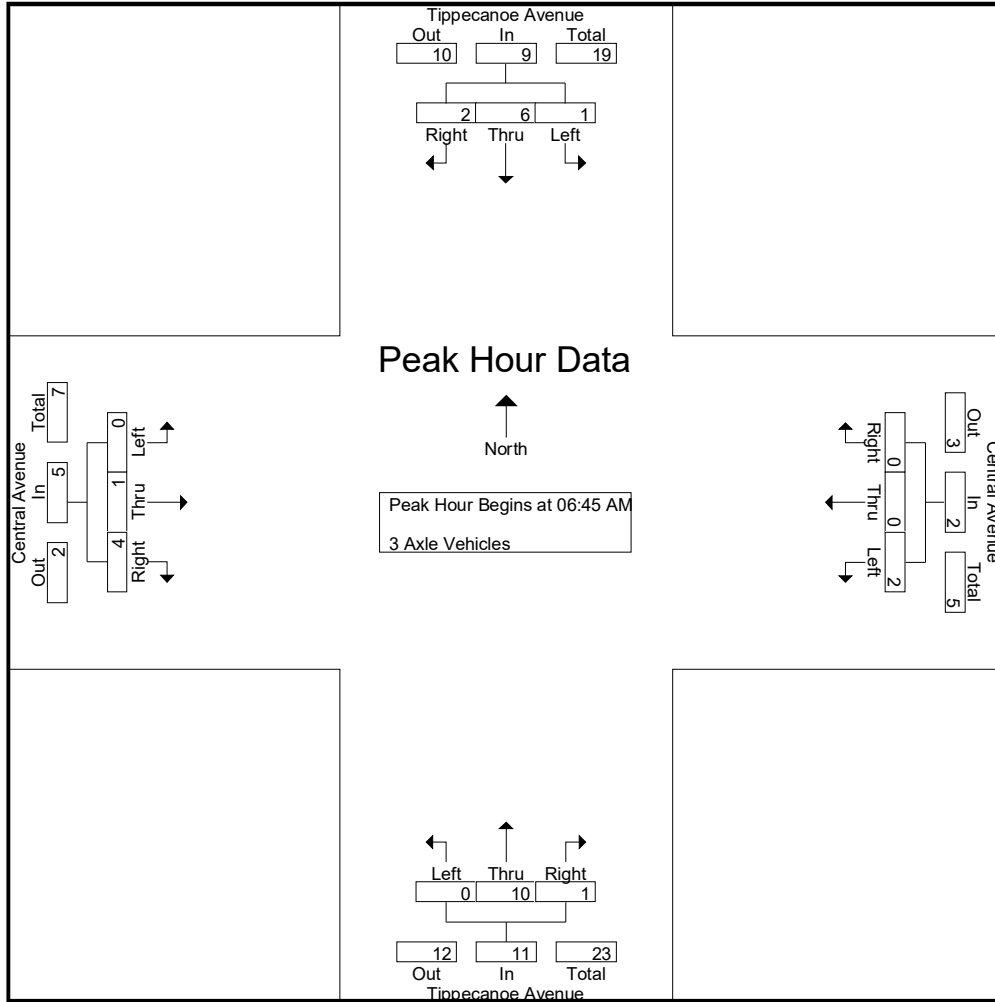 Tippecanoe Avenue
Out In Total
10 9 19
2 6 1
Right Thru Left
Peak Hour Data
North
Peak Hour Begins at 06:45 AM
3 Axle Vehicles
Central Avenue
Out In Total
2 5 7
0 1 4
Left Thru Right
Central Avenue
Out In Total
3 2 5
0 0 2
Right Thru Left
Left Thru Right
0 10 1
12 11 23
Out In Total
Tippecanoe Avenue